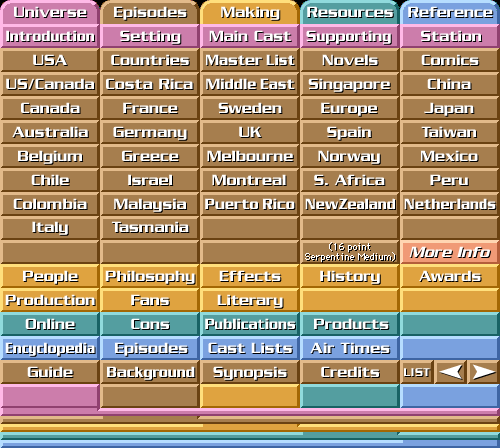 Universe Episodes Making Resources Reference
Introduction Setting Main Cast Supporting Station
USA Countries Master List Novels Comics
US/Canada Costa Rica Middle East Singapore China
Canada France Sweden Europe Japan
Australia Germany UK Spain Taiwan
Belgium Greece Melbourne Norway Mexico
Chile Israel Montreal S. Africa Peru
Colombia Malaysia Puerto Rico NewZealand Netherlands
Italy Tasmania
(16 point
Serpentine Medium) More Info
People Philosophy Effects History Awards
Production Fans Literary
Online Cons Publications Products
Encyclopedia Episodes Cast Lists Air Times
Guide Background Synopsis Credits LIST